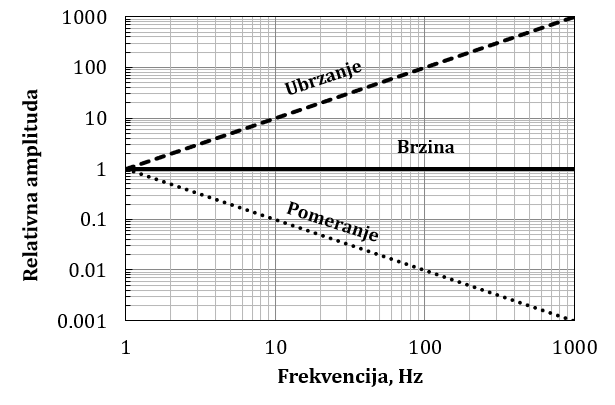 1000
100
10
1
0.1
0.01
0.001
Relativna amplituda
Ubrzanje
Brzina
Pomeranje
1 10 100 1000
Frekvencija, Hz